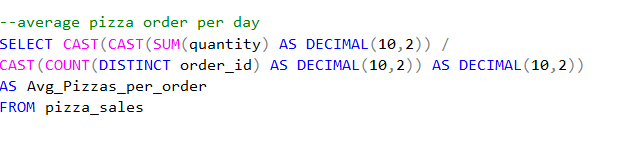 --average pizza order per day
SELECT CAST(CAST(SUM(quantity) AS DECIMAL(10,2)) /
CAST(COUNT(DISTINCT order_id) AS DECIMAL(10,2)) AS DECIMAL(10,2))
AS Avg_Pizzas_per_order
FROM pizza_sales